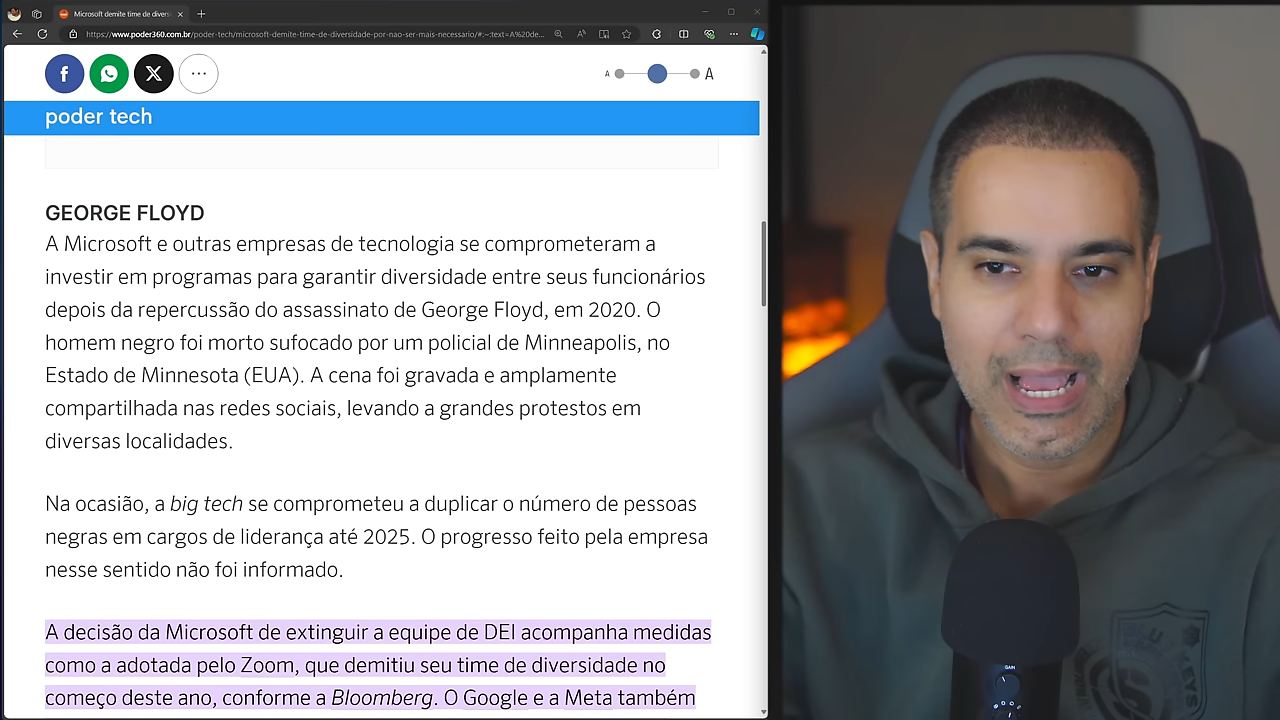 Microsoft demite time de divers
https://www.poder360.com.br/poder-tech/microsoft-demite-time-de-diversidade-por-nao-ser-mais-necessario/#:~:text=A%20de...
A A
poder tech
GEORGE FLOYD
A Microsoft e outras empresas de tecnologia se comprometeram a
investir em programas para garantir diversidade entre seus funcionários
depois da repercussão do assassinato de George Floyd, em 2020. O
homem negro foi morto sufocado por um policial de Minneapolis, no
Estado de Minnesota (EUA). A cena foi gravada e amplamente
compartilhada nas redes sociais, levando a grandes protestos em
diversas localidades.
Na ocasião, a big tech se comprometeu a duplicar o número de pessoas
negras em cargos de liderança até 2025. O progresso feito pela empresa
nesse sentido não foi informado.
A decisão da Microsoft de extinguir a equipe de DEI acompanha medidas
como a adotada pelo Zoom, que demitiu seu time de diversidade no
começo deste ano, conforme a Bloomberg. O Google e a Meta também
GAIN